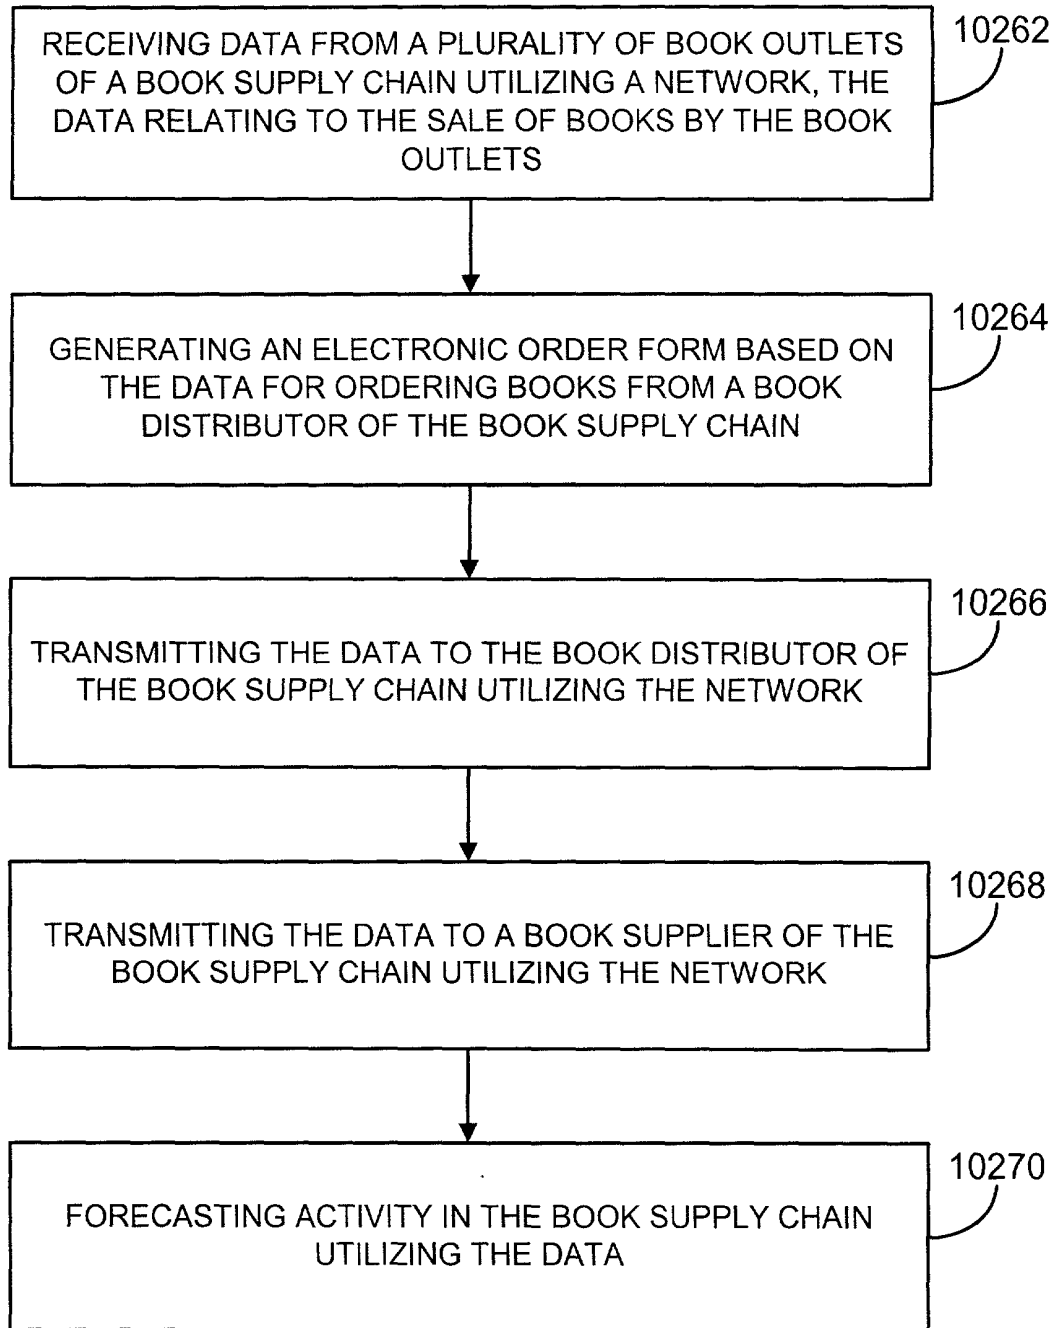 RECEIVING DATA FROM A PLURALITY OF BOOK OUTLETS
OF A BOOK SUPPLY CHAIN UTILIZING A NETWORK, THE
DATA RELATING TO THE SALE OF BOOKS BY THE BOOK
OUTLETS
10262
GENERATING AN ELECTRONIC ORDER FORM BASED ON
THE DATA FOR ORDERING BOOKS FROM A BOOK
DISTRIBUTOR OF THE BOOK SUPPLY CHAIN
10264
TRANSMITTING THE DATA TO THE BOOK DISTRIBUTOR OF
THE BOOK SUPPLY CHAIN UTILIZING THE NETWORK
10266
TRANSMITTING THE DATA TO A BOOK SUPPLIER OF THE
BOOK SUPPLY CHAIN UTILIZING THE NETWORK
10268
FORECASTING ACTIVITY IN THE BOOK SUPPLY CHAIN
UTILIZING THE DATA
10270